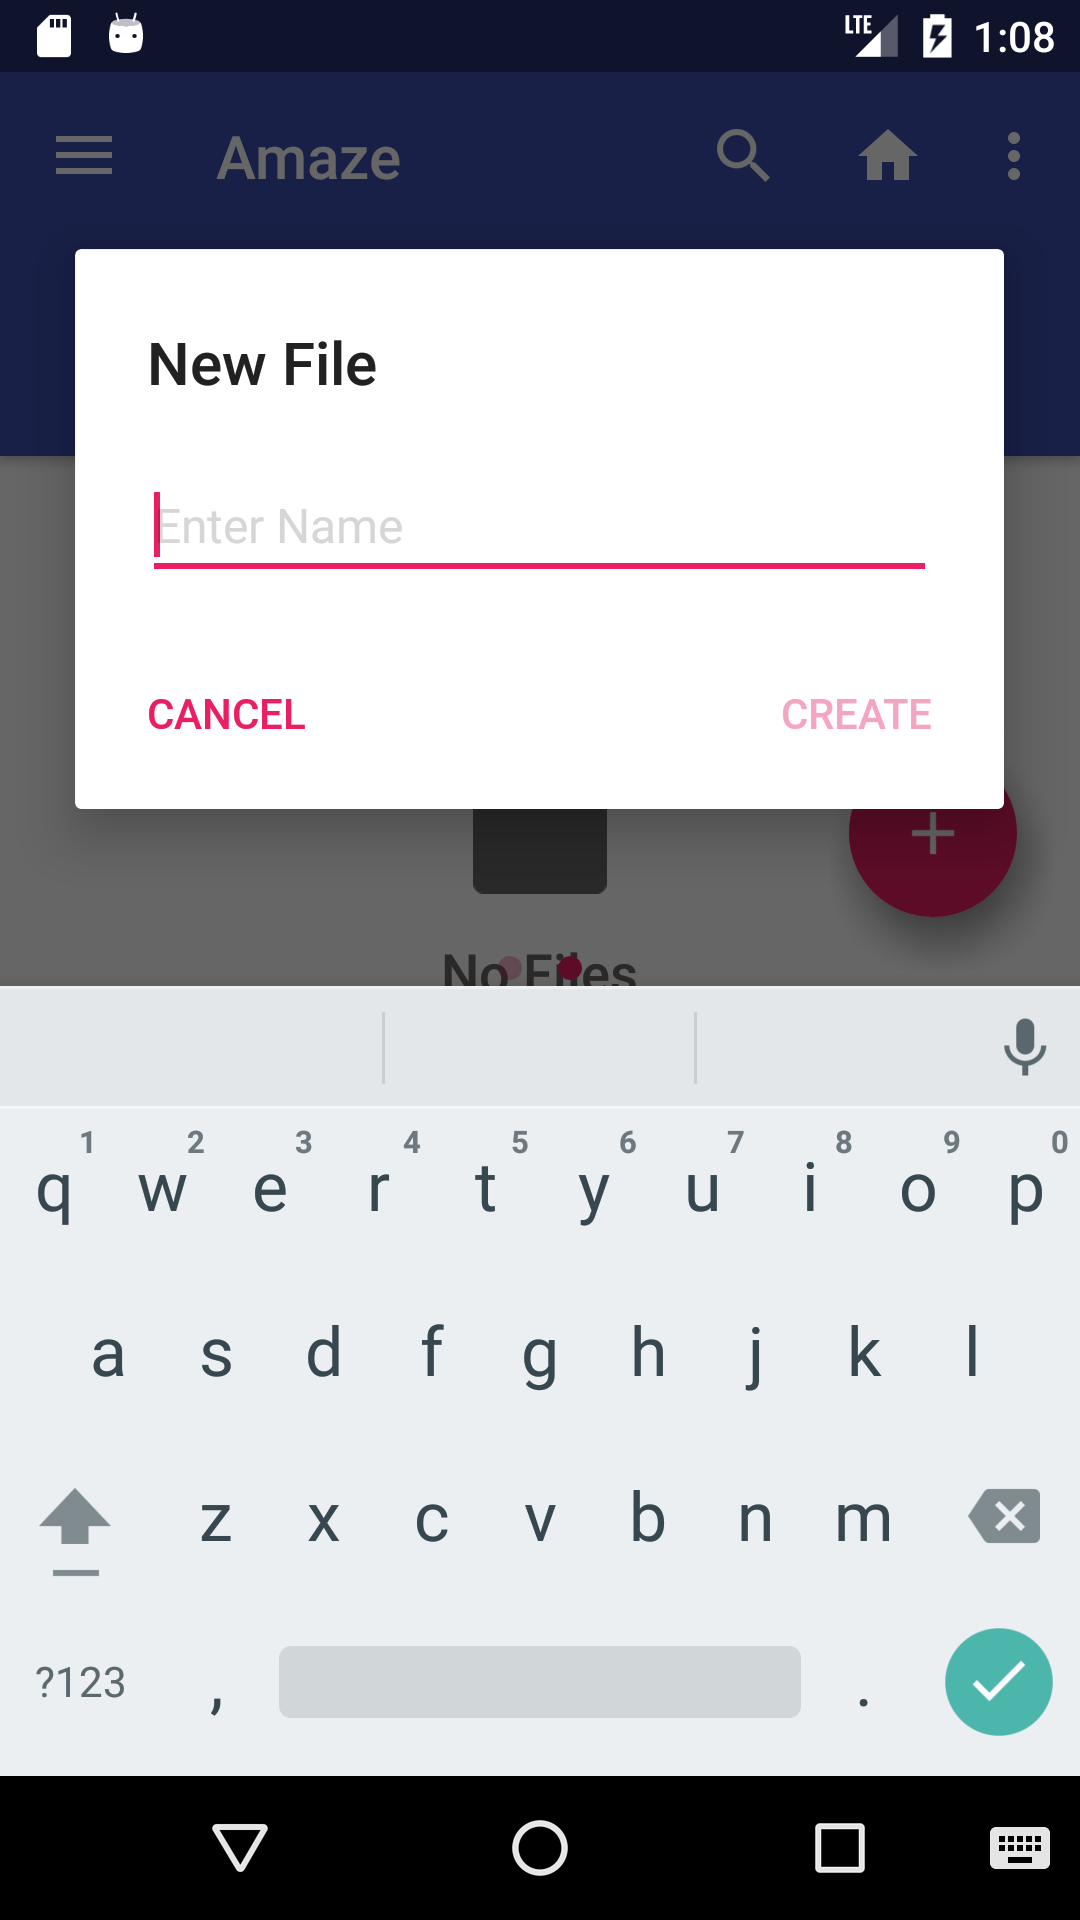 LTE 1:08
Amaze
New File
Enter Name
CANCEL CREATE
No Files
1 2 3 4 5 6 7 8 9 0
q w e r t y u i o p
a s d f g h j k l
z x c v b n m
?123 , .